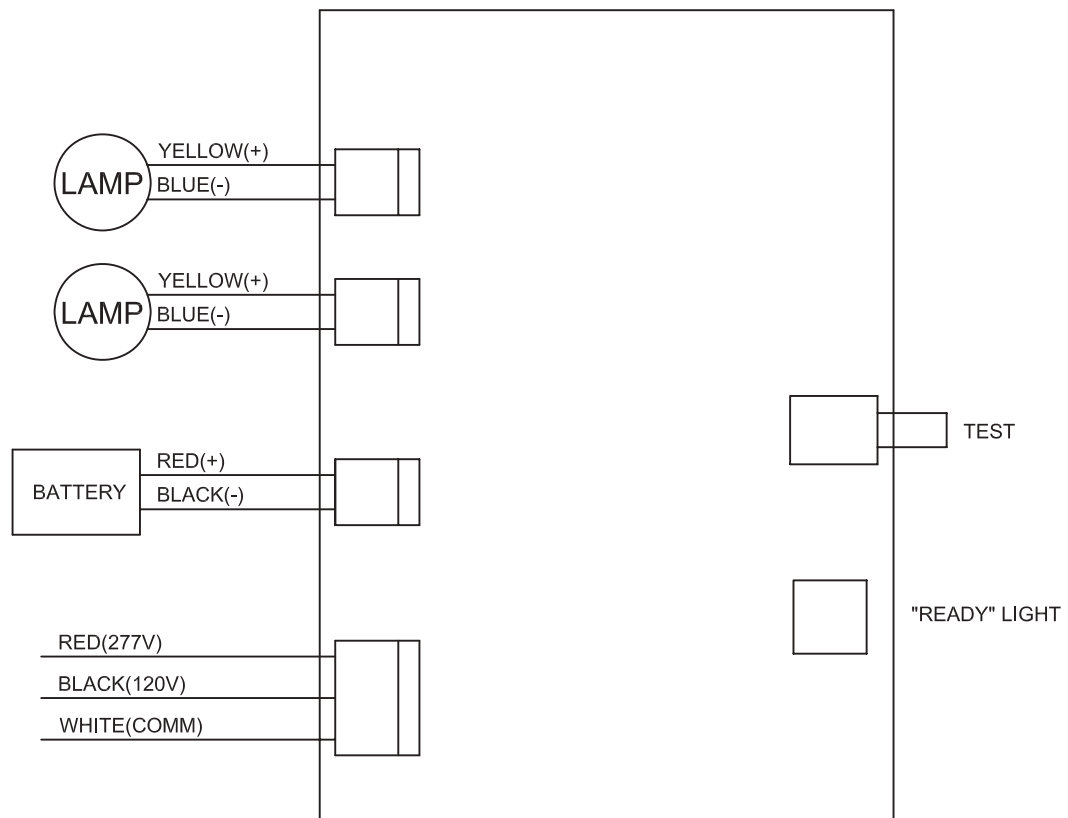 YELLOW(+)
LAMP
BLUE(-)
YELLOW(+)
LAMP
BLUE(-)
TEST
RED(+)
BATTERY
BLACK(-)
"READY" LIGHT
RED(277V)
BLACK(120V)
WHITE(COMM)